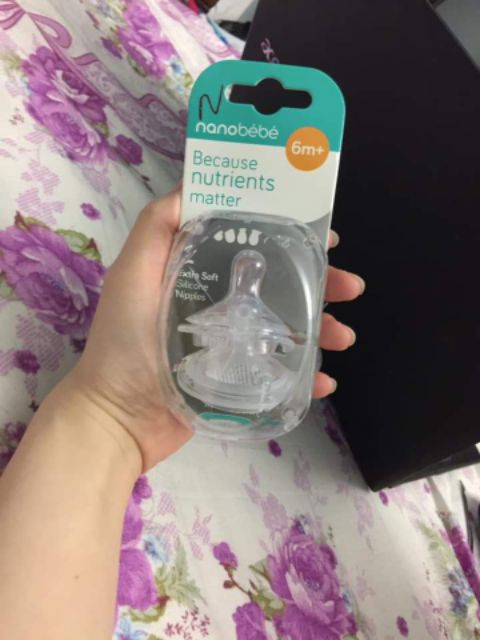 N
nanobébé
6m+
Because
nutrients
matter
Extra Soft
Silicone
Nipples